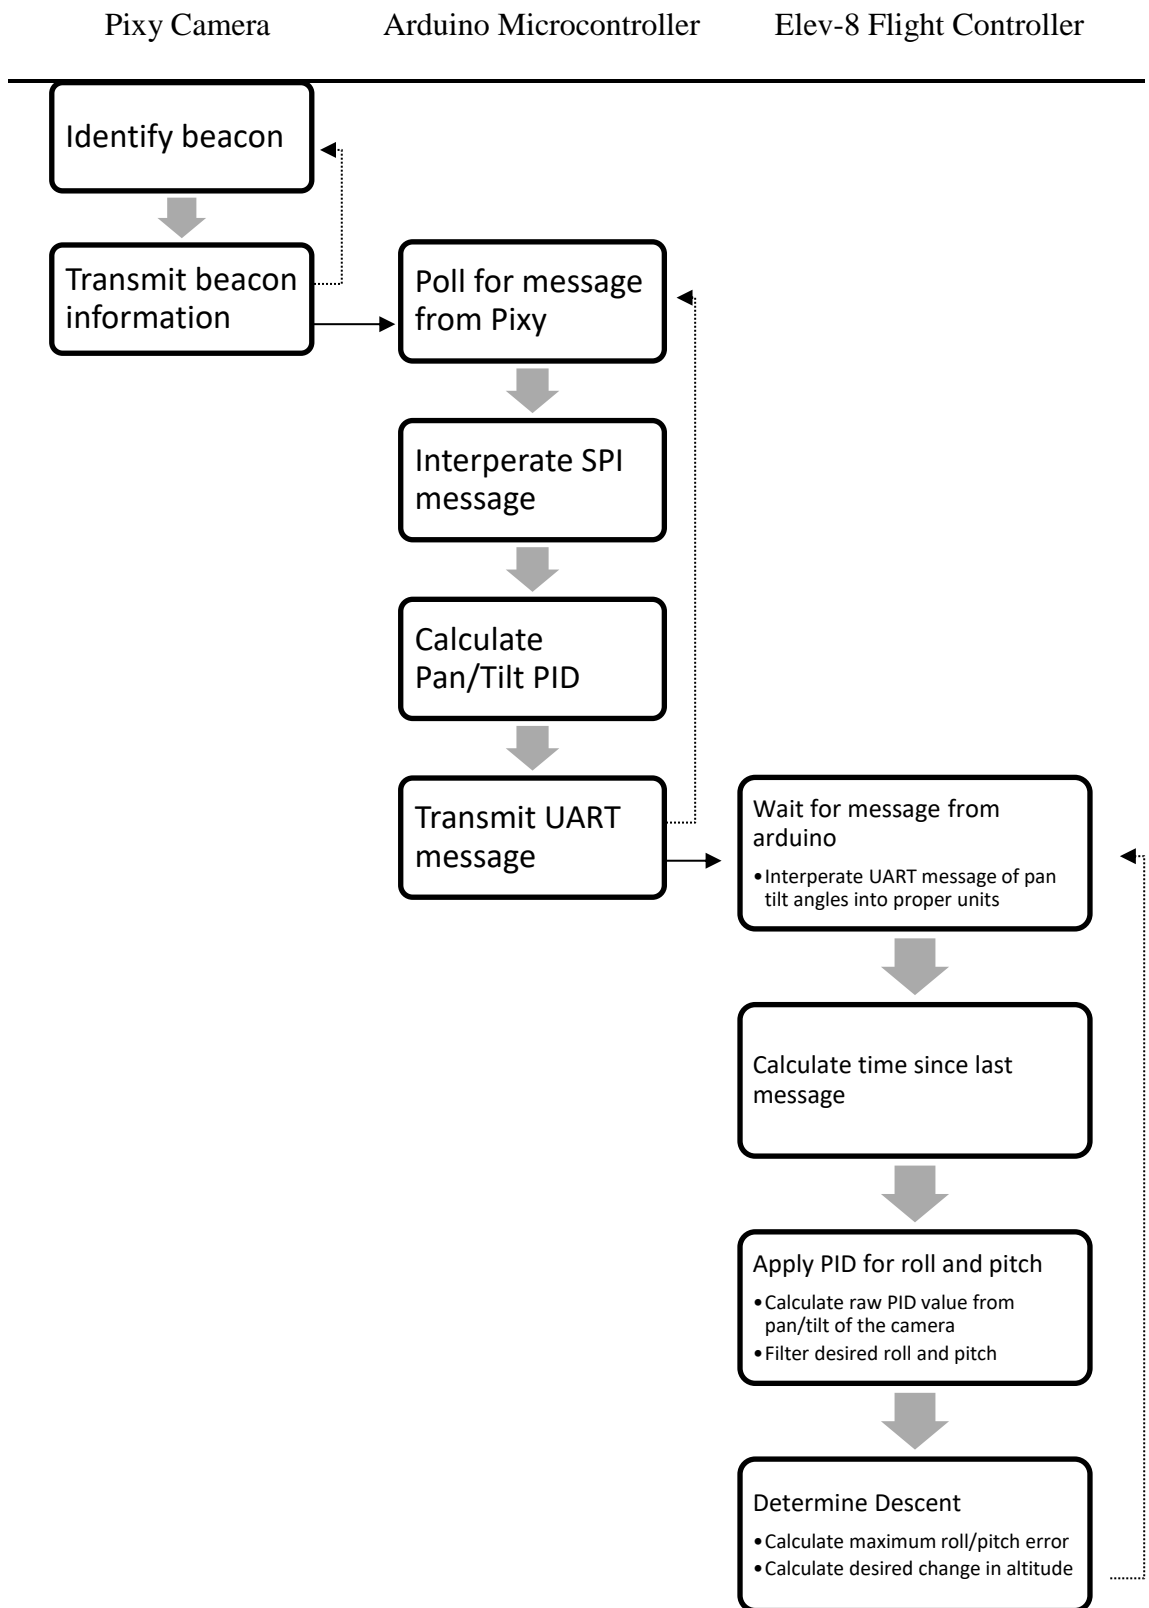 Pixy Camera
Arduino Microcontroller
Elev-8 Flight Controller
Identify beacon
Transmit beacon
information
Poll for message
from Pixy
Interperate SPI
message
Calculate
Pan/Tilt PID
Transmit UART
message
Wait for message from
arduino
•Interperate UART message of pan
tilt angles into proper units
Calculate time since last
message
Apply PID for roll and pitch
•Calculate raw PID value from
pan/tilt of the camera
•Filter desired roll and pitch
Determine Descent
•Calculate maximum roll/pitch error
•Calculate desired change in altitude